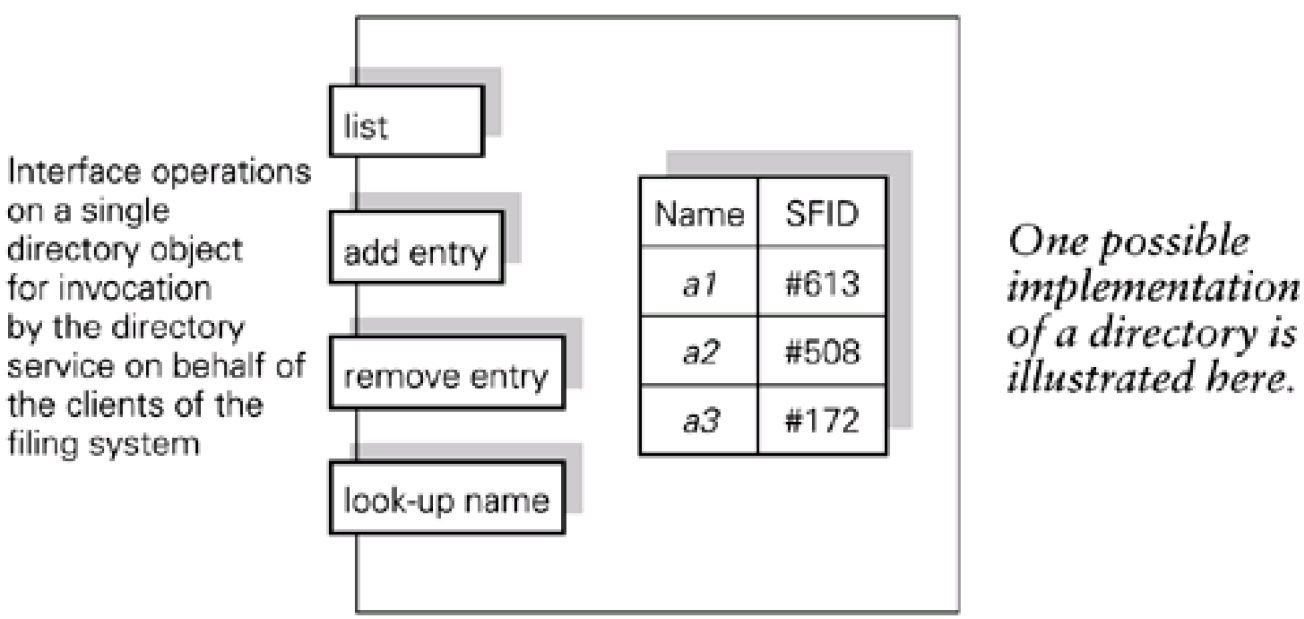 Interface operations
on a single
directory object
for invocation
by the directory
service on behalf of
the clients of the
filing system
list
add entry
remove entry
look-up name
Name SFID
a1 #613
a2 #508
a3 #172
One possible
implementation
of a directory is
illustrated here.